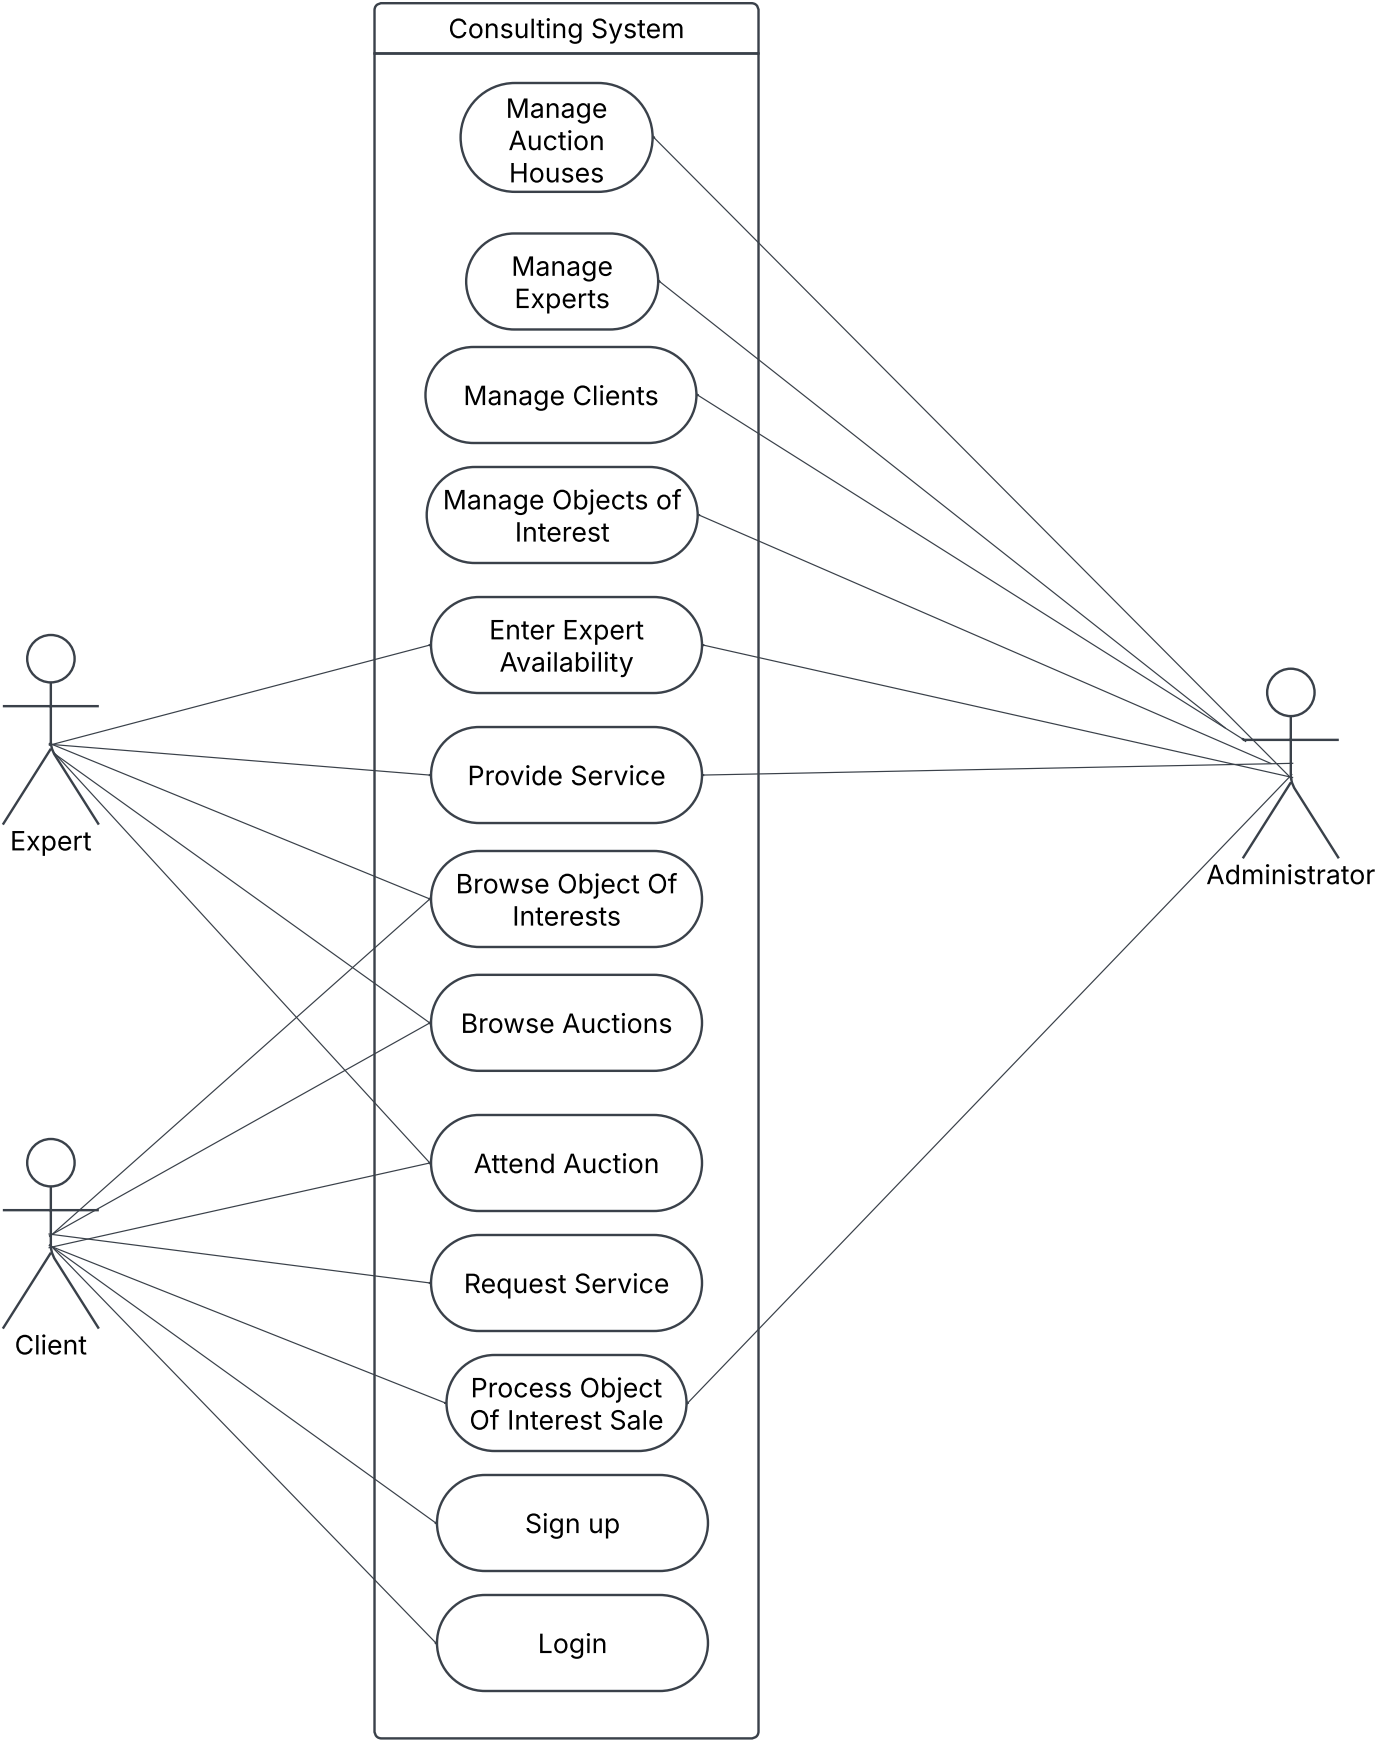 Consulting System
Manage
Auction
Houses
Manage
Experts
Manage Clients
Manage Objects of
Interest
Enter Expert
Availability
Provide Service
Browse Object Of
Interests
Browse Auctions
Attend Auction
Request Service
Process Object
Of Interest Sale
Sign up
Login
Expert
Client
Administrator